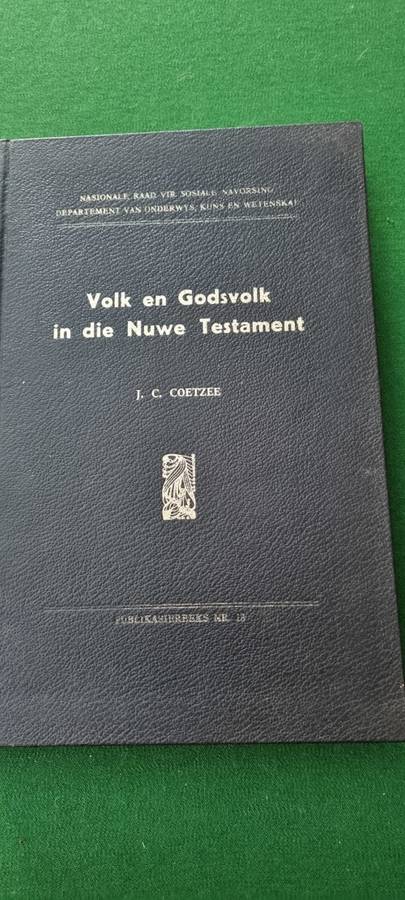 NASIONALE RAAD VIR SOSIALE NAVORSING
DEPARTEMENT VAN ONDERWYS, KUNS EN WETENSKAP
Volk en Godsvolk
in die Nuwe Testament
J. C. COETZEE
PUBLIKASIEREEKS NR. 13